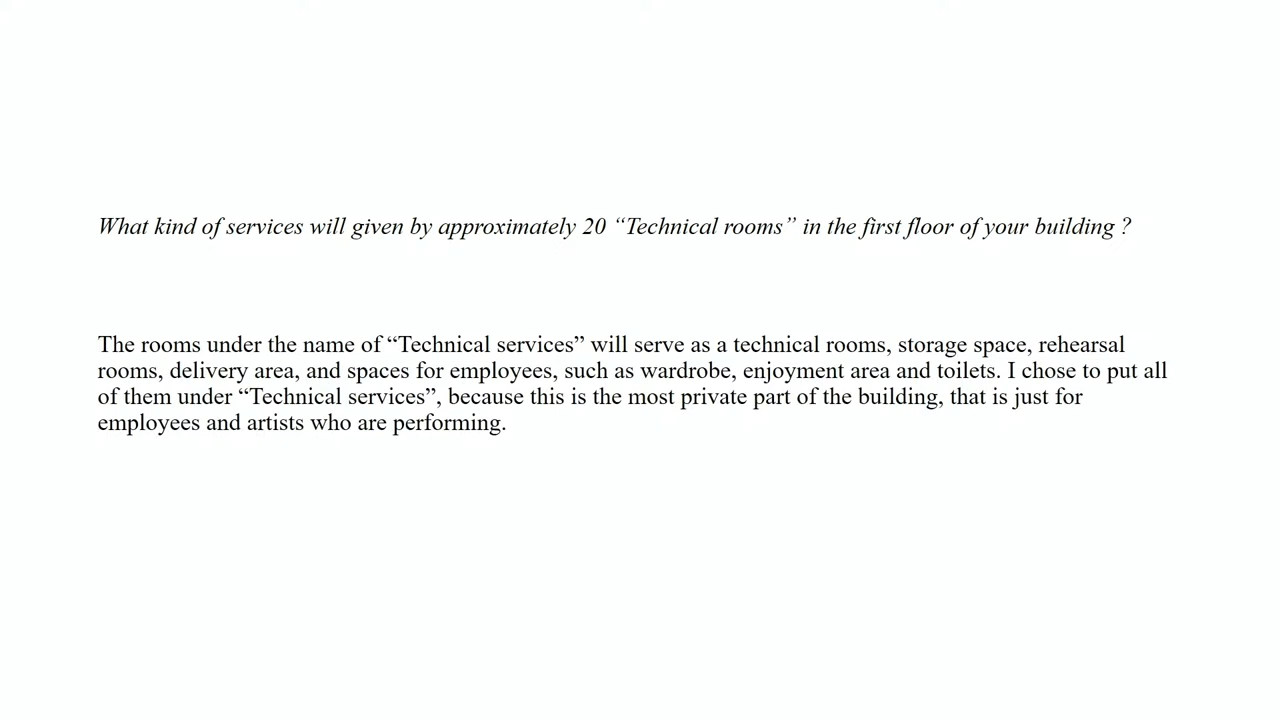 What kind of services will given by approximately 20 “Technical rooms” in the first floor of your building ?
The rooms under the name of “Technical services” will serve as a technical rooms, storage space, rehearsal
rooms, delivery area, and spaces for employees, such as wardrobe, enjoyment area and toilets. I chose to put all
of them under “Technical services”, because this is the most private part of the building, that is just for
employees and artists who are performing.